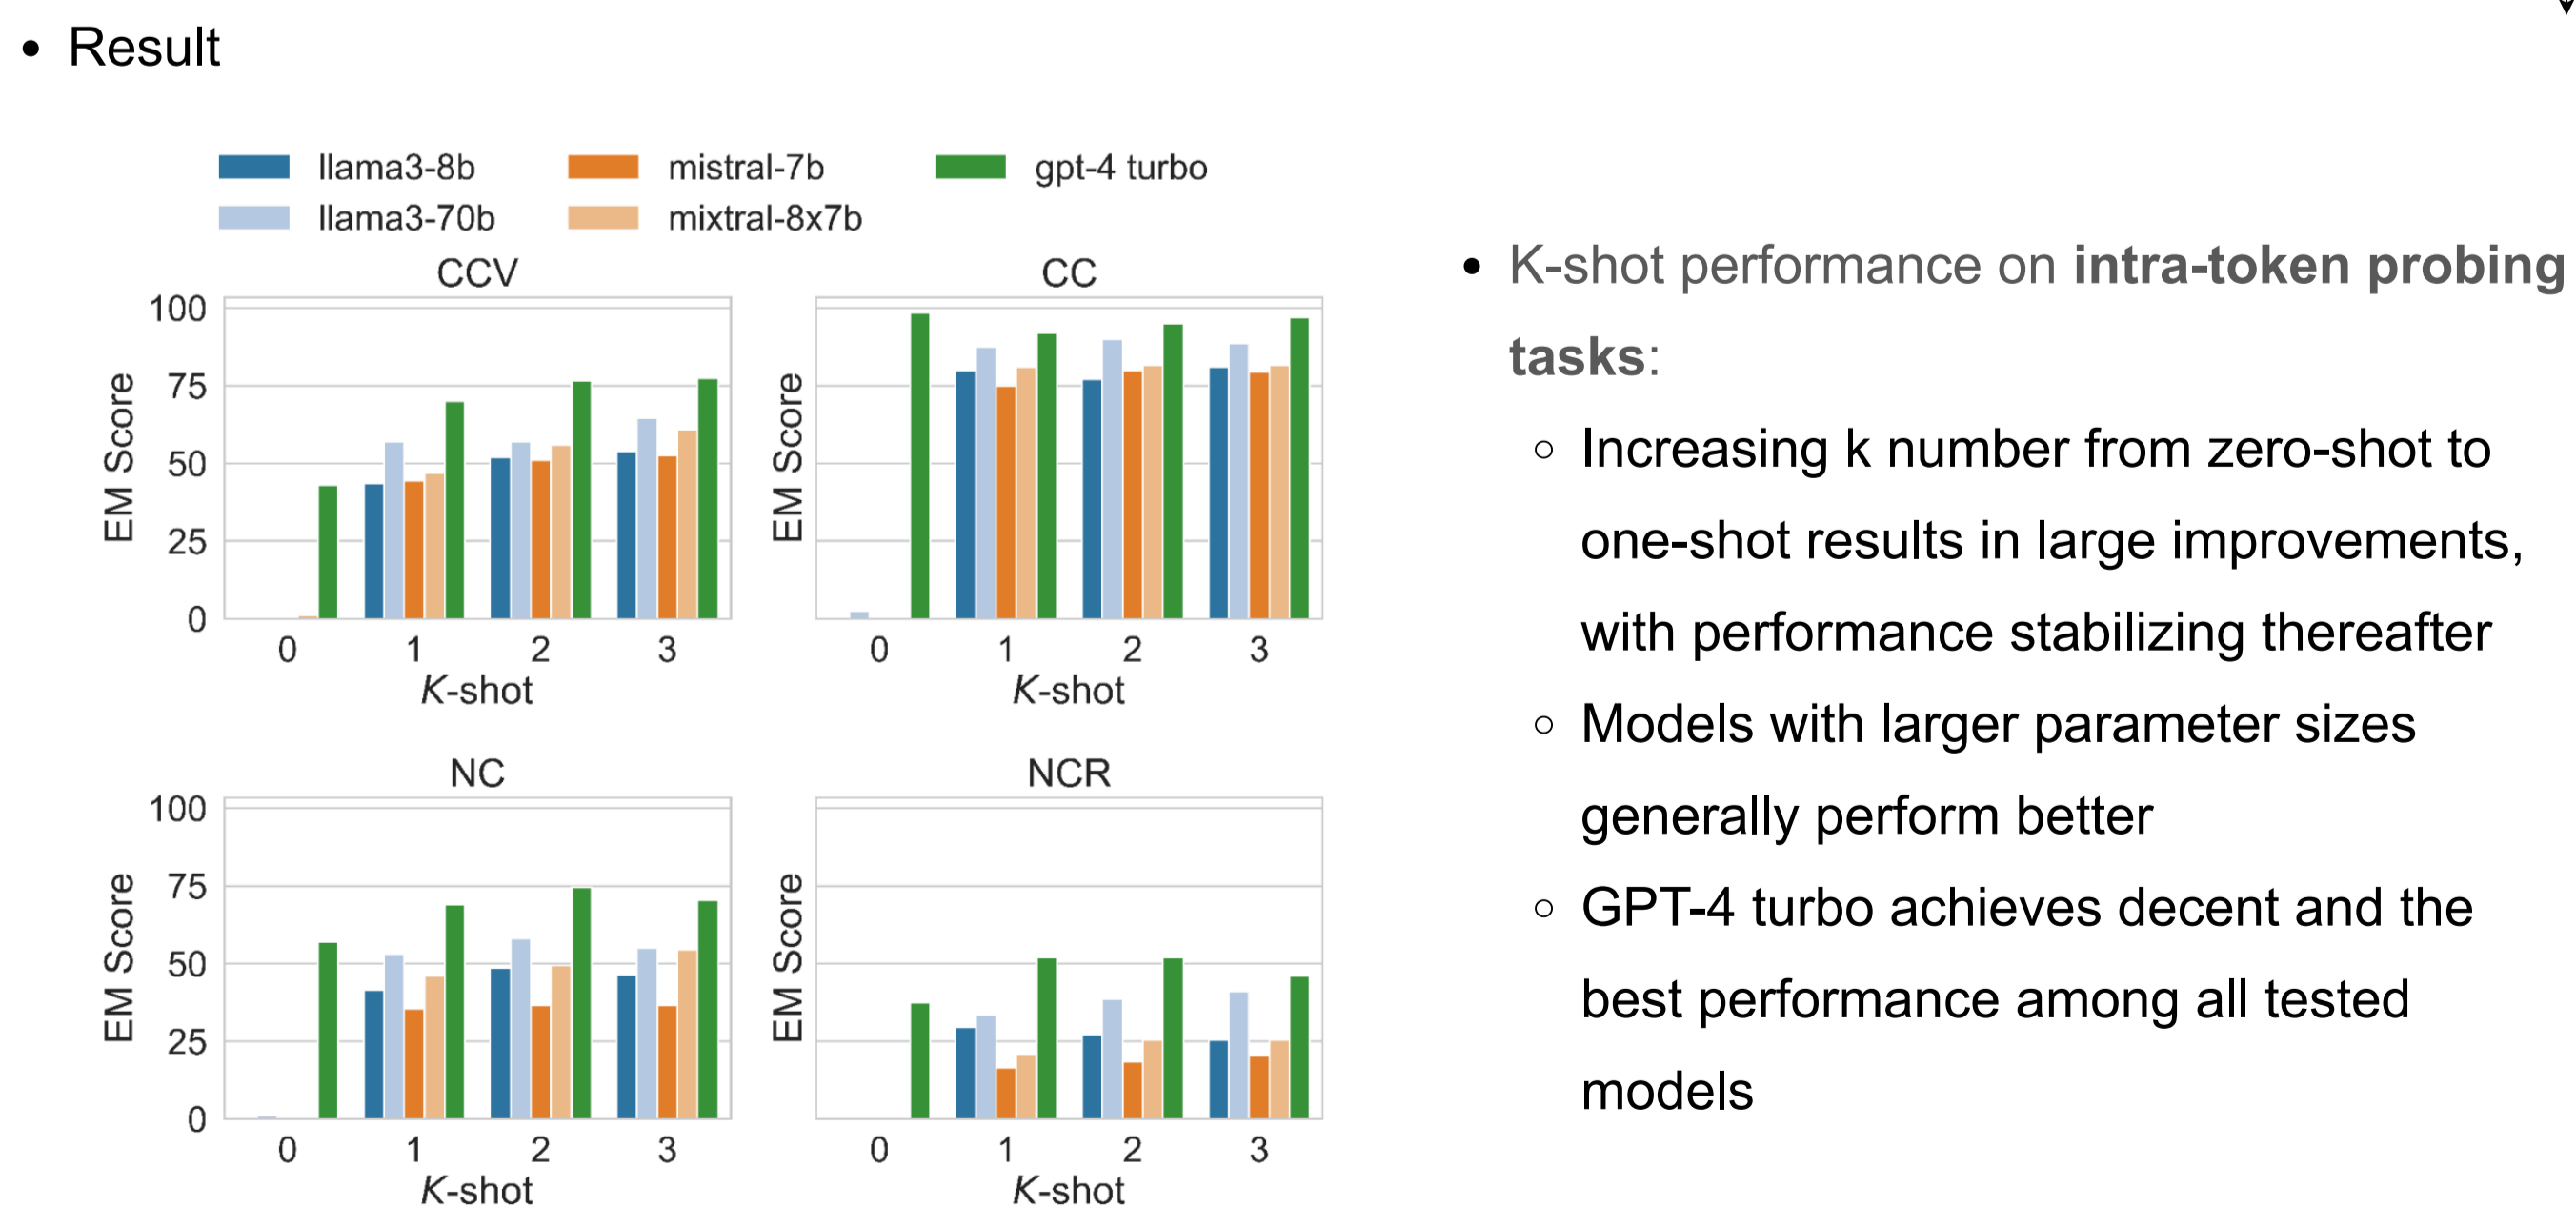 • Result
llama3-8b mistral-7b gpt-4 turbo
llama3-70b mixtral-8x7b
CCV CC
100
75
50
25
0
EM Score
EM Score
0 1 2 3
0 1 2 3
K-shot
K-shot
NC NCR
100
75
50
25
0
EM Score
EM Score
0 1 2 3
0 1 2 3
K-shot
K-shot
• K-shot performance on intra-token probing
tasks:
○ Increasing k number from zero-shot to
one-shot results in large improvements,
with performance stabilizing thereafter
○ Models with larger parameter sizes
generally perform better
○ GPT-4 turbo achieves decent and the
best performance among all tested
models